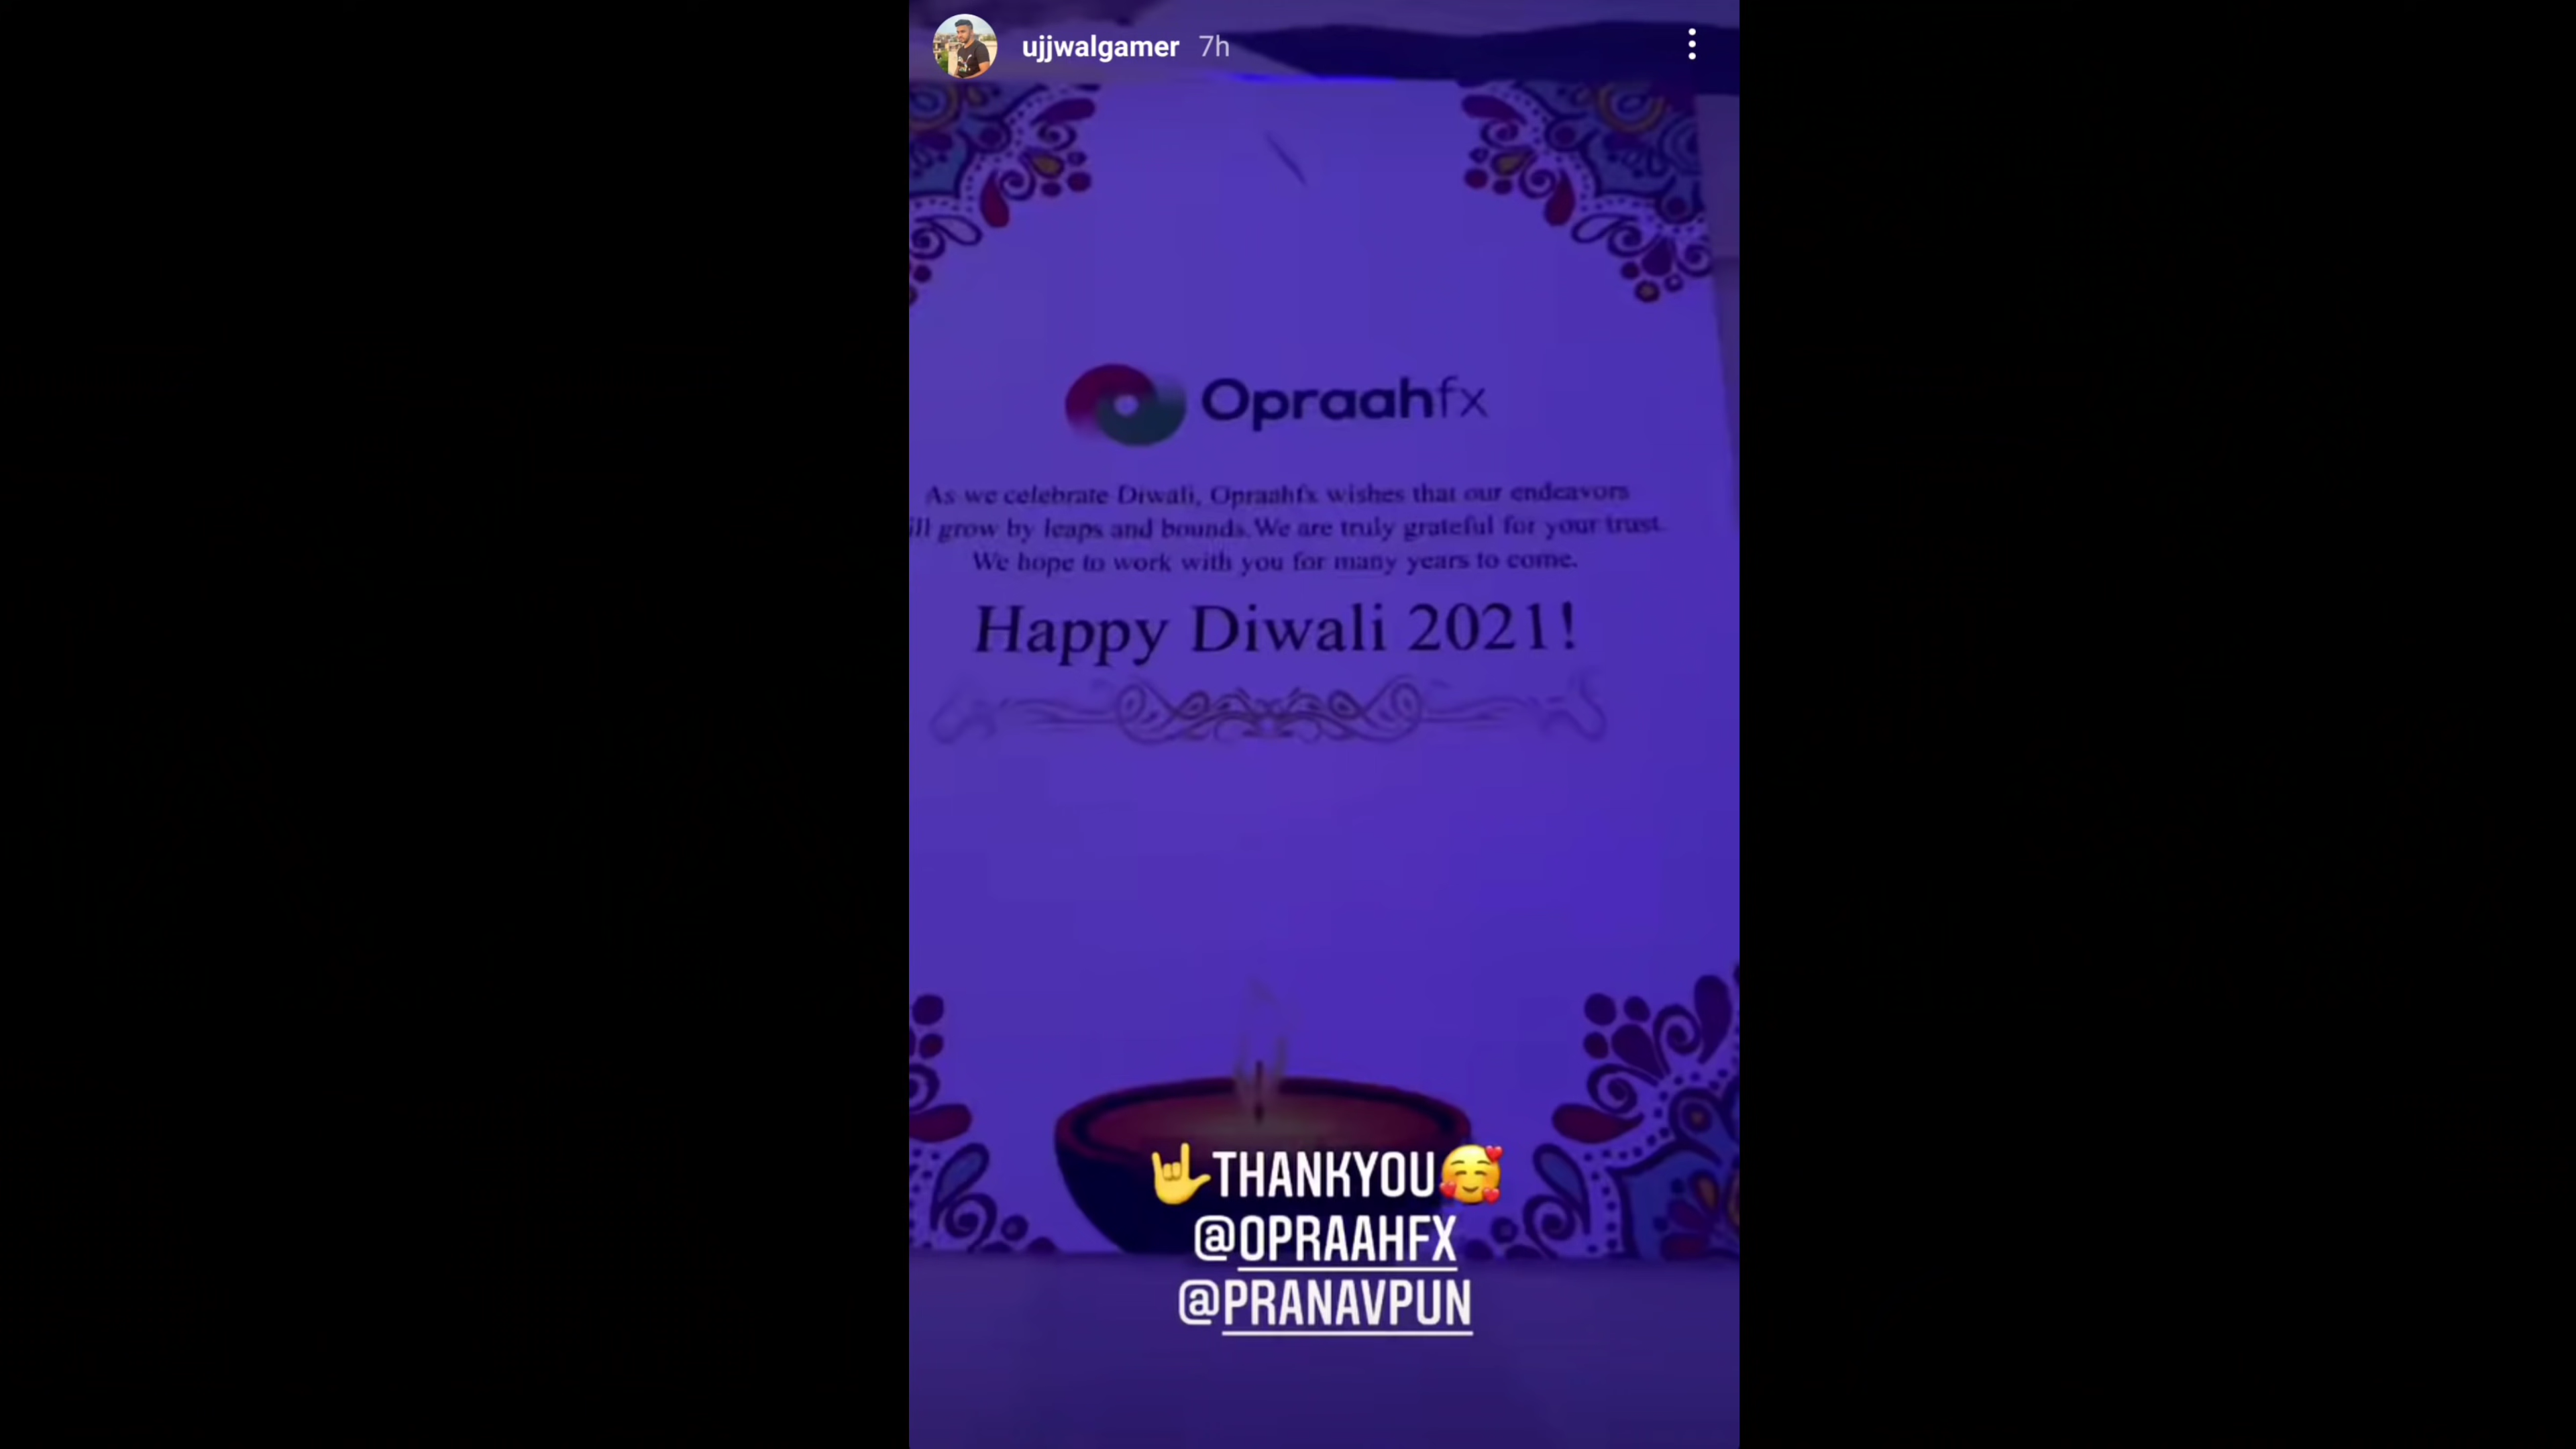 ujjwalgamer 7h
Opraahfx
As we celebrate Diwali, Opraahfx wishes that our endeavors
ill grow by leaps and bounds. We are truly grateful for your trust.
We hope to work with you for many years to come.
Happy Diwali 2021!
🤟THANKYOU🥰
@OPRAAHFX
@PRANAVPUN